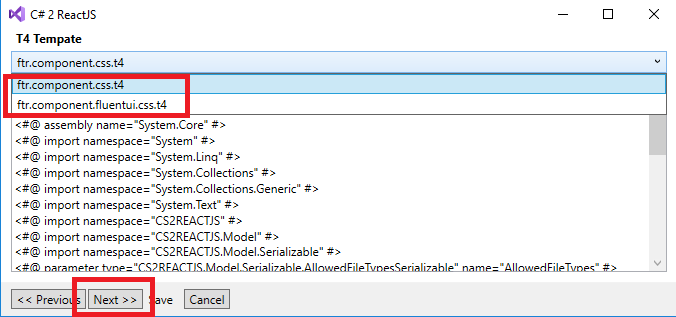 C# 2 ReactJS
T4 Tempate
ftr.component.css.t4
ftr.component.css.t4
ftr.component.fluentui.css.t4
<#@ assembly name="System.Core" #>
<#@ import namespace="System" #>
<#@ import namespace="System.Linq" #>
<#@ import namespace="System.Collections" #>
<#@ import namespace="System.Collections.Generic" #>
<#@ import namespace="System.Text" #>
<#@ import namespace="CS2REACTJS" #>
<#@ import namespace="CS2REACTJS.Model" #>
<#@ import namespace="CS2REACTJS.Model.Serializable" #>
<#@ parameter type="CS2REACTJS.Model.Serializable.AllowedFileTypesSerializable" name="AllowedFileTypes" #>
<< Previous Next >> Save Cancel